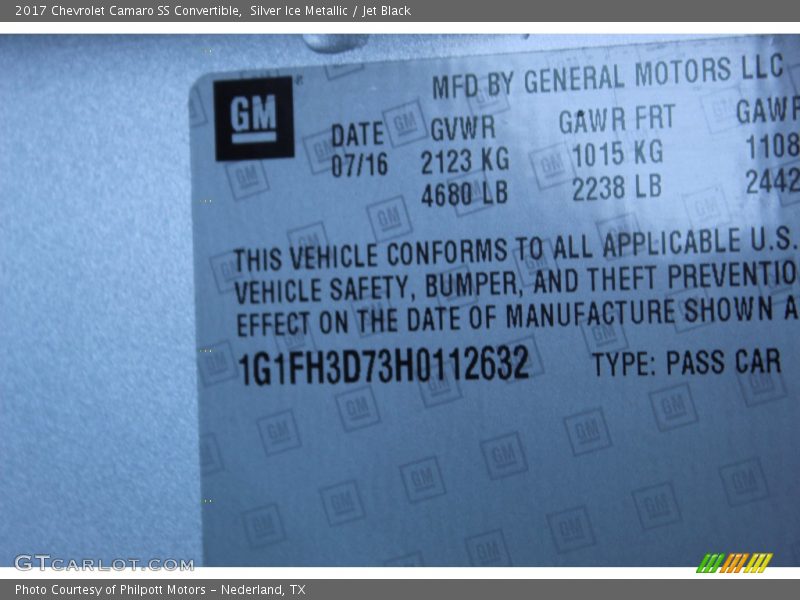 2017 Chevrolet Camaro SS Convertible, Silver Ice Metallic / Jet Black
MFD BY GENERAL MOTORS LLC
GM
DATE GVWR GAWR FRT GAWR
07/16 2123 KG 1015 KG 1108
4680 LB 2238 LB 2442
THIS VEHICLE CONFORMS TO ALL APPLICABLE U.S.
VEHICLE SAFETY, BUMPER, AND THEFT PREVENTIO
EFFECT ON THE DATE OF MANUFACTURE SHOWN A
1G1FH3D73H0112632 TYPE: PASS CAR
GTCARLOT.COM
Photo Courtesy of Philpott Motors - Nederland, TX